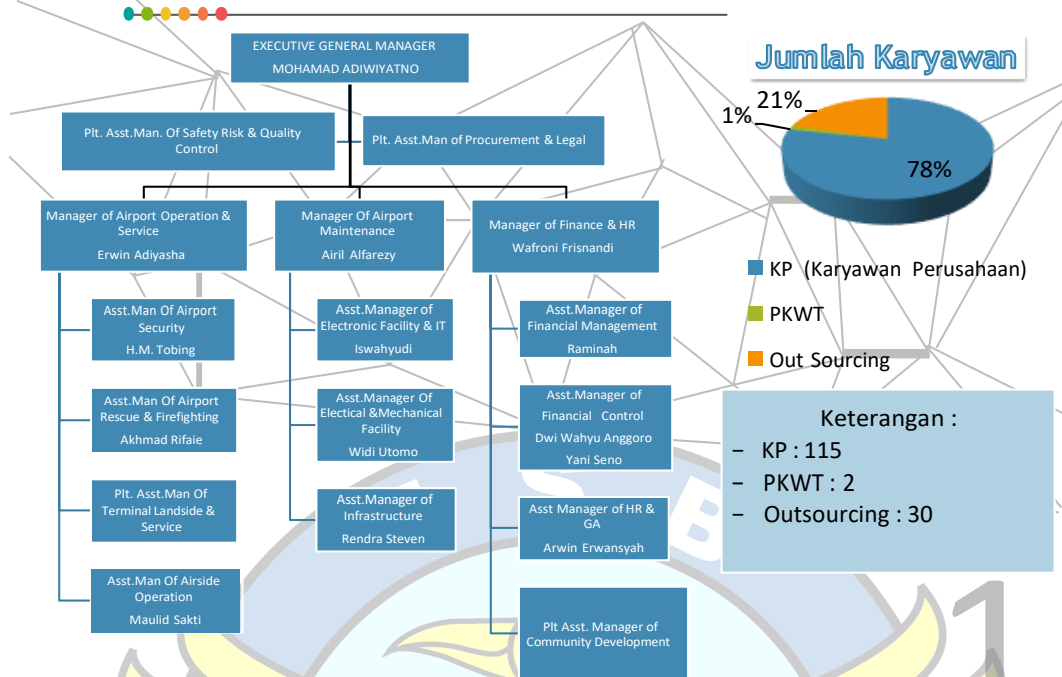 EXECUTIVE GENERAL MANAGER
MOHAMAD ADIWIYATNO
Plt. Asst.Man. Of Safety Risk & Quality
Control
Plt. Asst.Man of Procurement & Legal
Manager of Airport Operation &
Service
Erwin Adiyasha
Asst.Man Of Airport
Security
H.M. Tobing
Asst.Man Of Airport
Rescue & Firefighting
Akhmad Rifaie
Plt. Asst.Man Of
Terminal Landside &
Service
Asst.Man Of Airside
Operation
Maulid Sakti
Manager Of Airport
Maintenance
Airil Alfarezy
Asst.Manager of
Electronic Facility & IT
Iswahyudi
Asst.Manager Of
Electical &Mechanical
Facility
Widi Utomo
Asst.Manager of
Infrastructure
Rendra Steven
Manager of Finance & HR
Wafroni Frisnandi
Asst.Manager of
Financial Management
Raminah
Asst.Manager of
Financial Control
Dwi Wahyu Anggoro
Yani Seno
Asst Manager of HR &
GA
Arwin Erwansyah
Plt Asst. Manager of
Community Development
Jumlah Karyawan
21%
1%
78%
KP (Karyawan Perusahaan)
PKWT
Out Sourcing
Keterangan :
– KP : 115
– PKWT : 2
– Outsourcing : 30
I S B
1